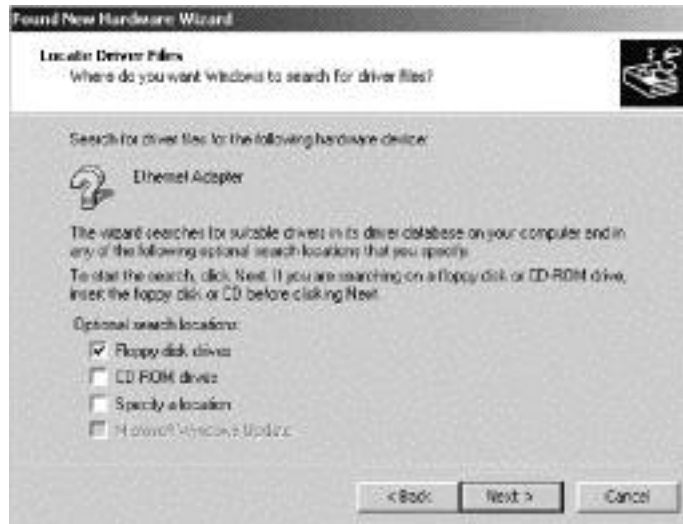 Found New Hardware Wizard
Locate Driver Files
Where do you want Windows to search for driver files?
Search for driver files for the following hardware device:
Ethernet Adapter
The wizard searches for suitable drivers in its driver database on your computer and in
any of the following optional search locations that you specify.
To start the search, click Next. If you are searching on a floppy disk or CD-ROM drive,
insert the floppy disk or CD before clicking Next.
Optional search locations:
Floppy disk drives
CD-ROM drives
Specify a location
Microsoft Windows Update
< Back
Next >
Cancel